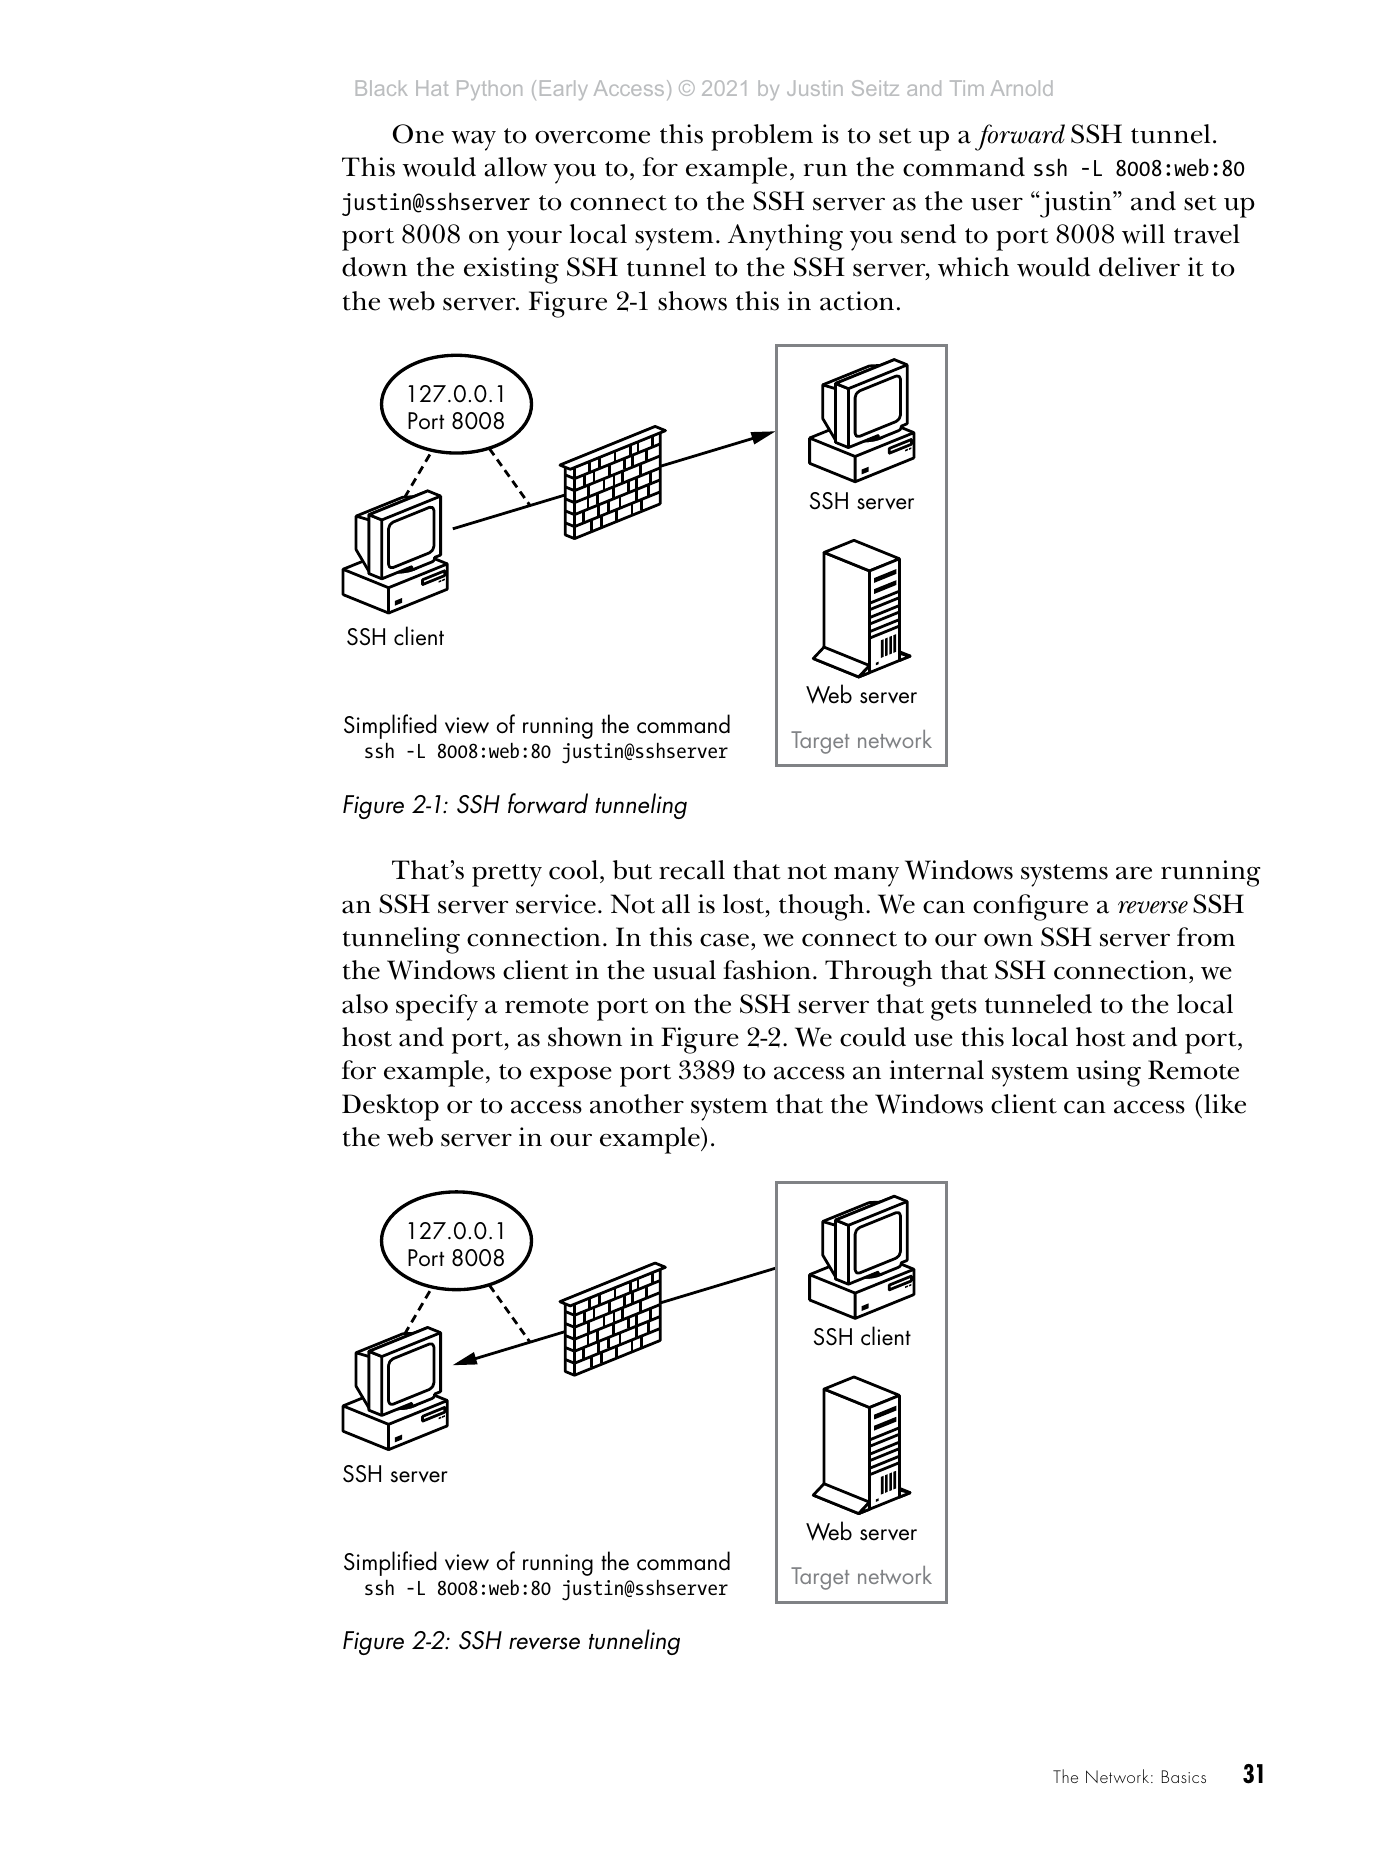 Black Hat Python (Early Access) © 2021 by Justin Seitz and Tim Arnold
One way to overcome this problem is to set up a forward SSH tunnel.
This would allow you to, for example, run the command ssh -L 8008:web:80
justin@sshserver to connect to the SSH server as the user “justin” and set up
port 8008 on your local system. Anything you send to port 8008 will travel
down the existing SSH tunnel to the SSH server, which would deliver it to
the web server. Figure 2-1 shows this in action.
127.0.0.1
Port 8008
SSH server
SSH client
Web server
Simplified view of running the command
ssh -L 8008:web:80 justin@sshserver
Target network
Figure 2-1: SSH forward tunneling
That’s pretty cool, but recall that not many Windows systems are running
an SSH server service. Not all is lost, though. We can configure a reverse SSH
tunneling connection. In this case, we connect to our own SSH server from
the Windows client in the usual fashion. Through that SSH connection, we
also specify a remote port on the SSH server that gets tunneled to the local
host and port, as shown in Figure 2-2. We could use this local host and port,
for example, to expose port 3389 to access an internal system using Remote
Desktop or to access another system that the Windows client can access (like
the web server in our example).
127.0.0.1
Port 8008
SSH client
SSH server
Web server
Simplified view of running the command
ssh -L 8008:web:80 justin@sshserver
Target network
Figure 2-2: SSH reverse tunneling
The Network: Basics 31